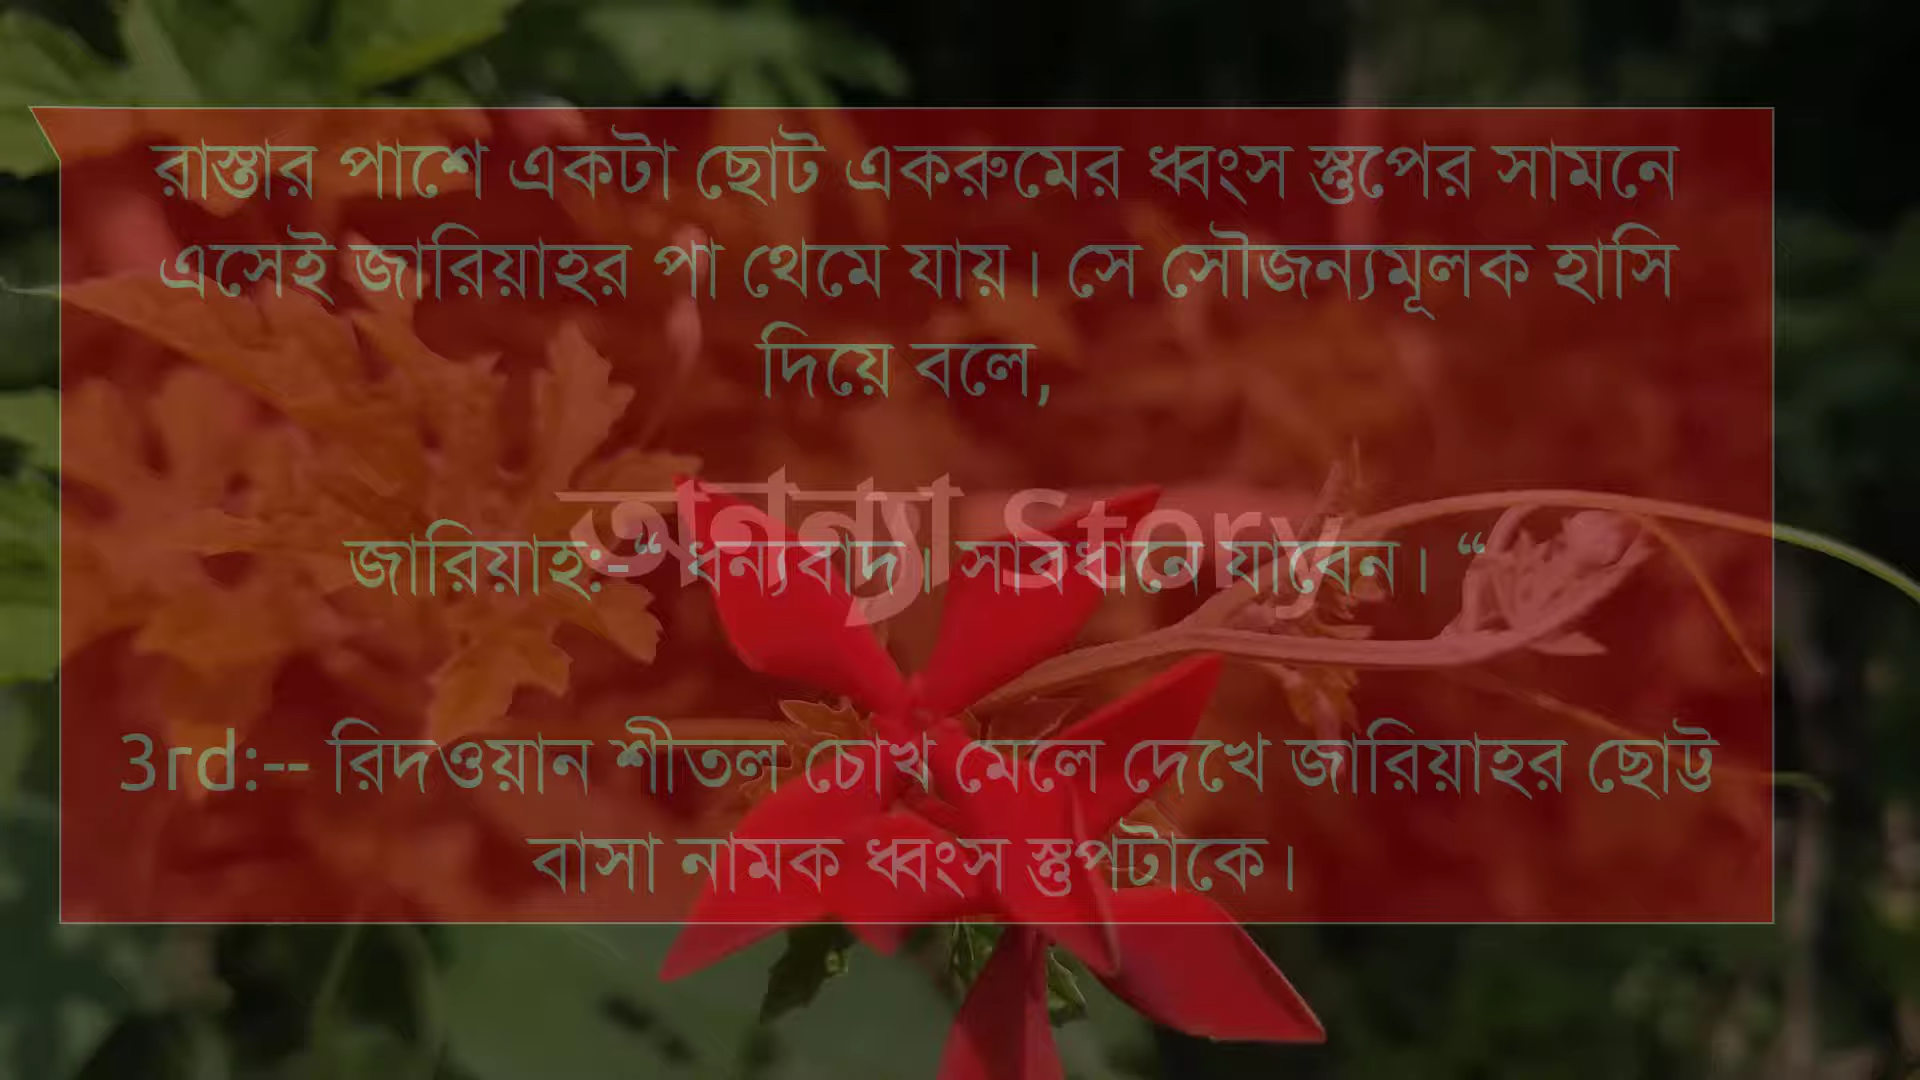 রাস্তার পাশে একটা ছোট একরুমের ধ্বংস স্তুপের সামনে
এসেই জারিয়াহর পা থেমে যায়। সে সৌজন্যমূলক হাসি
দিয়ে বলে,
অনন্যা Story
জারিয়াহ:-“ ধন্যবাদ। সাবধানে যাবেন। “
3rd:-- রিদওয়ান শীতল চোখ মেলে দেখে জারিয়াহর ছোট্ট
বাসা নামক ধ্বংস স্তুপটাকে।